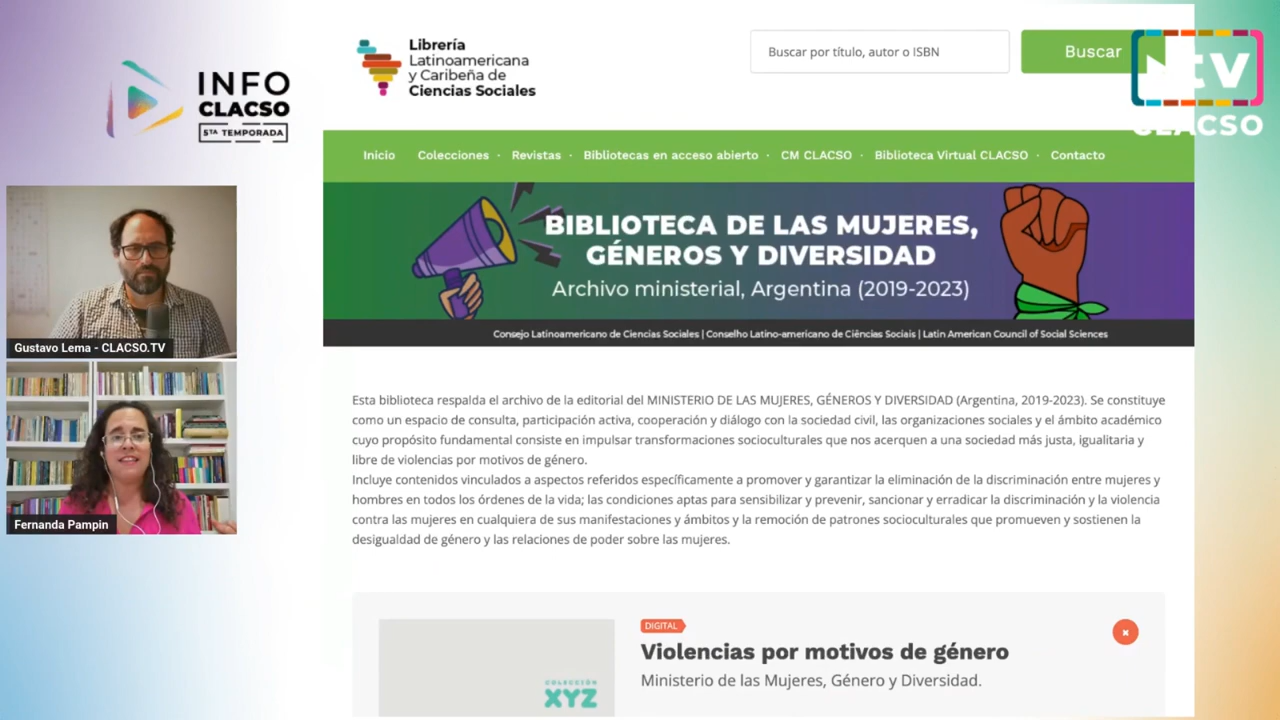 INFO
CLACSO
5TA TEMPORADA
Gustavo Lema - CLACSO.TV
Fernanda Pampin
Librería
Latinoamericana
y Caribeña de
Ciencias Sociales
Buscar por título, autor o ISBN
Buscar
tv
CLACSO
Inicio
Colecciones ·
Revistas ·
Bibliotecas en acceso abierto ·
CM CLACSO ·
Biblioteca Virtual CLACSO ·
Contacto
BIBLIOTECA DE LAS MUJERES,
GÉNEROS Y DIVERSIDAD
Archivo ministerial, Argentina (2019-2023)
Consejo Latinoamericano de Ciencias Sociales | Conselho Latino-americano de Ciências Sociais | Latin American Council of Social Sciences
Esta biblioteca respalda el archivo de la editorial del MINISTERIO DE LAS MUJERES, GÉNEROS Y DIVERSIDAD (Argentina, 2019-2023). Se constituye
como un espacio de consulta, participación activa, cooperación y diálogo con la sociedad civil, las organizaciones sociales y el ámbito académico
cuyo propósito fundamental consiste en impulsar transformaciones socioculturales que nos acerquen a una sociedad más justa, igualitaria y
libre de violencias por motivos de género.
Incluye contenidos vinculados a aspectos referidos específicamente a promover y garantizar la eliminación de la discriminación entre mujeres y
hombres en todos los órdenes de la vida; las condiciones aptas para sensibilizar y prevenir, sancionar y erradicar la discriminación y la violencia
contra las mujeres en cualquiera de sus manifestaciones y ámbitos y la remoción de patrones socioculturales que promueven y sostienen la
desigualdad de género y las relaciones de poder sobre las mujeres.
DIGITAL
Violencias por motivos de género
Ministerio de las Mujeres, Género y Diversidad.
COLECCIÓN
XYZ